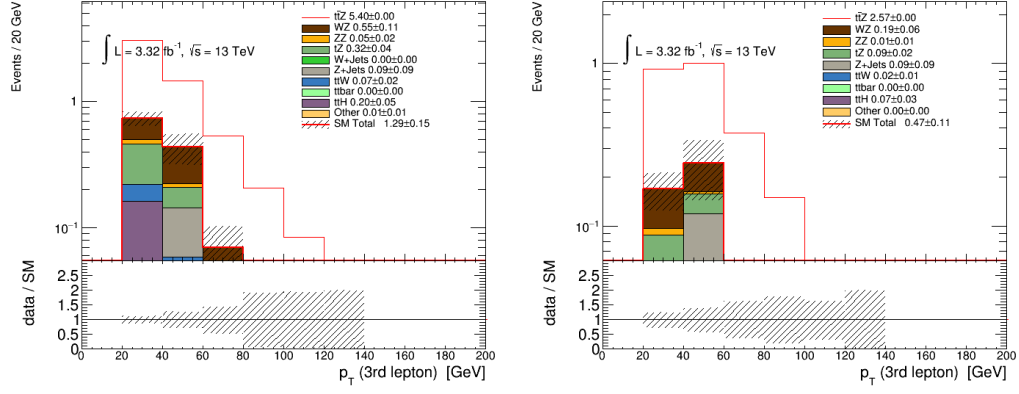 Events / 20 GeV
∫ L = 3.32 fb⁻¹, √s = 13 TeV
tt̄Z 5.40±0.00
WZ 0.55±0.11
ZZ 0.05±0.02
tZ 0.32±0.04
W+Jets 0.00±0.00
Z+Jets 0.09±0.09
ttW 0.07±0.02
ttbar 0.00±0.00
ttH 0.20±0.05
Other 0.01±0.01
SM Total 1.29±0.15
1
10⁻¹
data / SM
2.5
2
1.5
1
0.5
0
0 20 40 60 80 100 120 140 160 180 200
p_T (3rd lepton) [GeV]
Events / 20 GeV
∫ L = 3.32 fb⁻¹, √s = 13 TeV
tt̄Z 2.57±0.00
WZ 0.19±0.06
ZZ 0.01±0.01
tZ 0.09±0.02
Z+Jets 0.09±0.09
ttW 0.02±0.01
ttbar 0.00±0.00
ttH 0.07±0.03
Other 0.00±0.00
SM Total 0.47±0.11
1
10⁻¹
data / SM
2.5
2
1.5
1
0.5
0
0 20 40 60 80 100 120 140 160 180 200
p_T (3rd lepton) [GeV]